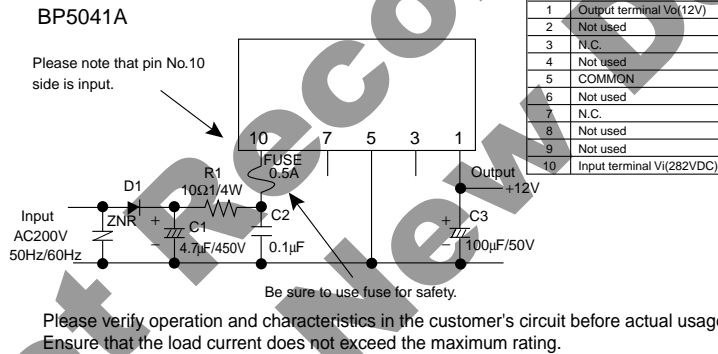 BP5041A
Please note that pin No.10
side is input.
10 7 5 3 1
FUSE
0.5A
R1
10Ω1/4W
D1
Input
AC200V
50Hz/60Hz
ZNR
+
−
C1
4.7μF/450V
C2
0.1μF
Output
+12V
+
−
C3
100μF/50V
Be sure to use fuse for safety.
1 Output terminal Vo(12V)
2 Not used
3 N.C.
4 Not used
5 COMMON
6 Not used
7 N.C.
8 Not used
9 Not used
10 Input terminal Vi(282VDC)
Please verify operation and characteristics in the customer's circuit before actual usage
Ensure that the load current does not exceed the maximum rating.